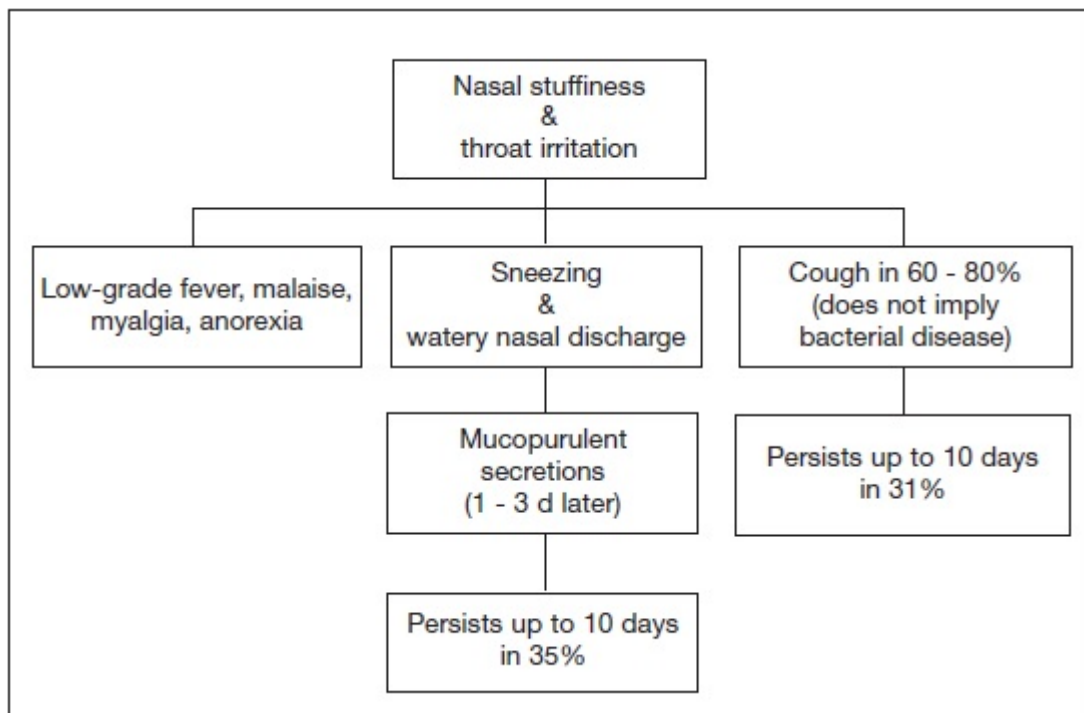 Nasal stuffiness
&
throat irritation
Low-grade fever, malaise,
myalgia, anorexia
Sneezing
&
watery nasal discharge
Cough in 60 - 80%
(does not imply
bacterial disease)
Mucopurulent
secretions
(1 - 3 d later)
Persists up to 10 days
in 31%
Persists up to 10 days
in 35%